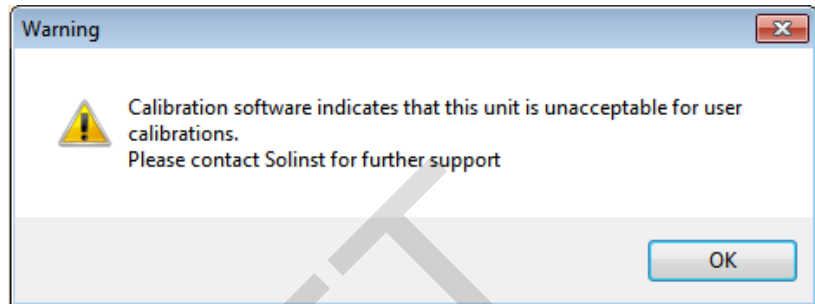 Warning
Calibration software indicates that this unit is unacceptable for user
calibrations.
Please contact Solinst for further support
OK